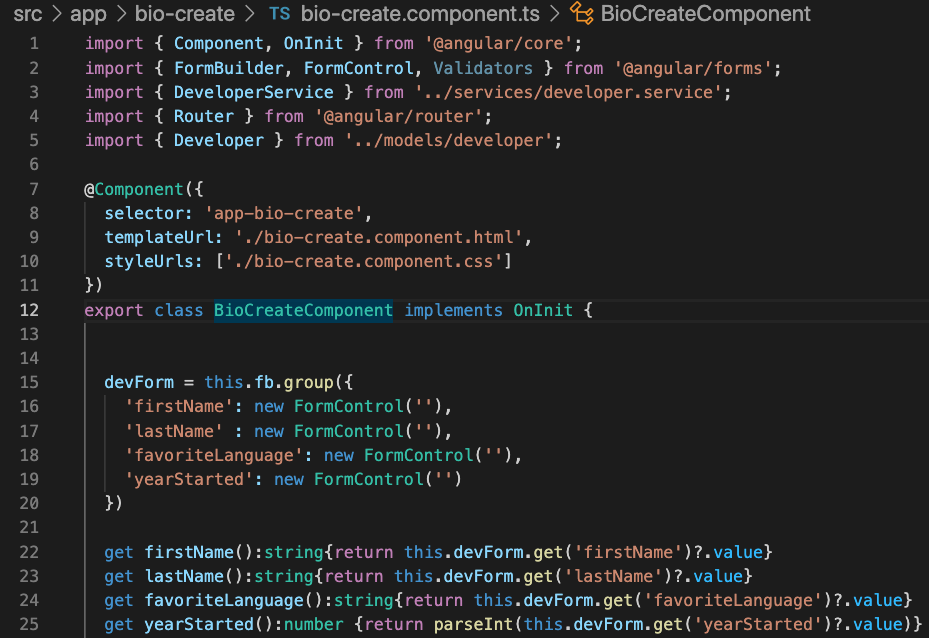 src > app > bio-create > TS bio-create.component.ts > BioCreateComponent
1 import { Component, OnInit } from '@angular/core';
2 import { FormBuilder, FormControl, Validators } from '@angular/forms';
3 import { DeveloperService } from '../services/developer.service';
4 import { Router } from '@angular/router';
5 import { Developer } from '../models/developer';
6
7 @Component({
8   selector: 'app-bio-create',
9   templateUrl: './bio-create.component.html',
10   styleUrls: ['./bio-create.component.css']
11 })
12 export class BioCreateComponent implements OnInit {
13
14
15   devForm = this.fb.group({
16     'firstName': new FormControl(''),
17     'lastName' : new FormControl(''),
18     'favoriteLanguage': new FormControl(''),
19     'yearStarted': new FormControl('')
20   })
21
22   get firstName():string{return this.devForm.get('firstName')?.value}
23   get lastName():string{return this.devForm.get('lastName')?.value}
24   get favoriteLanguage():string{return this.devForm.get('favoriteLanguage')?.value}
25   get yearStarted():number {return parseInt(this.devForm.get('yearStarted')?.value)}